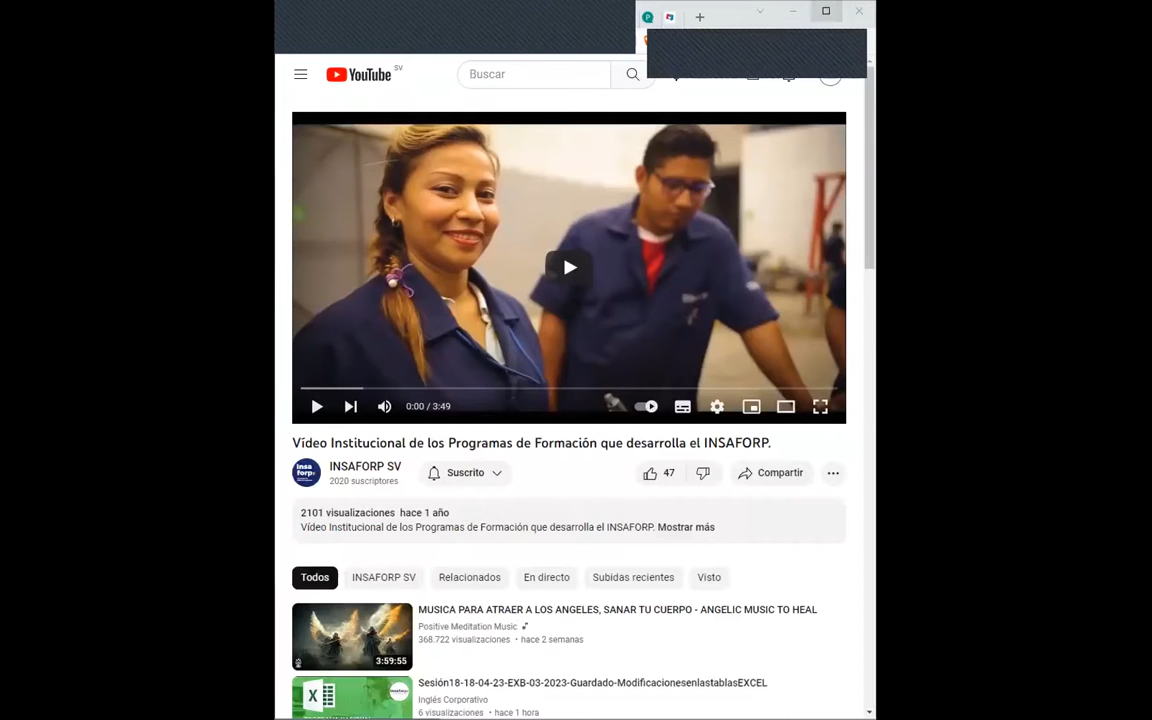 YouTube SV
Buscar
0:00 / 3:49
Vídeo Institucional de los Programas de Formación que desarrolla el INSAFORP.
Insa
forp
INSAFORP SV
2020 suscriptores
Suscrito
47
Compartir
2101 visualizaciones hace 1 año
Vídeo Institucional de los Programas de Formación que desarrolla el INSAFORP. Mostrar más
Todos
INSAFORP SV
Relacionados
En directo
Subidas recientes
Visto
MUSICA PARA ATRAER A LOS ANGELES, SANAR TU CUERPO - ANGELIC MUSIC TO HEAL
Positive Meditation Music
368.722 visualizaciones • hace 2 semanas
3:59:55
Sesión18-18-04-23-EXB-03-2023-Guardado-ModificacionesenlastablasEXCEL
Inglés Corporativo
6 visualizaciones • hace 1 hora
X